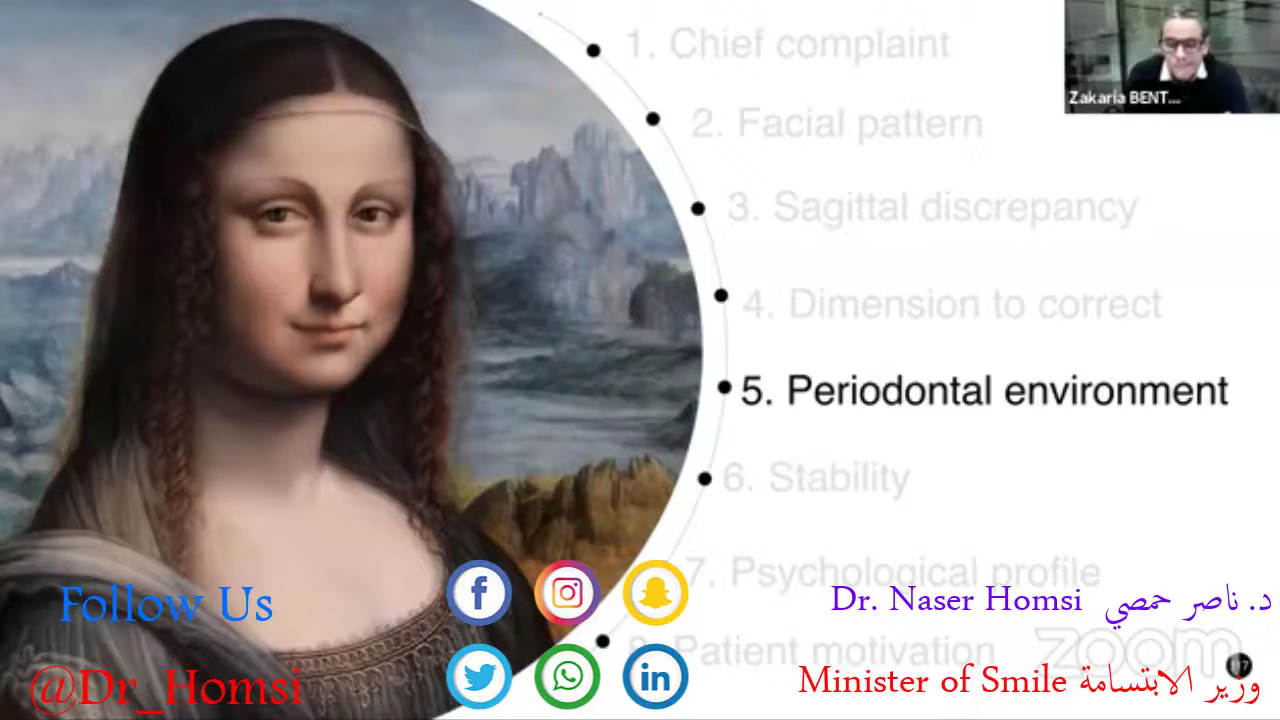 1. Chief complaint
Zakaria BENT...
2. Facial pattern
3. Sagittal discrepancy
4. Dimension to correct
5. Periodontal environment
6. Stability
7. Psychological profile
8. Patient motivation
zoom
Follow Us
Dr. Naser Homsi د. ناصر حمصي
@Dr_Homsi
Minister of Smile وزير الابتسامة